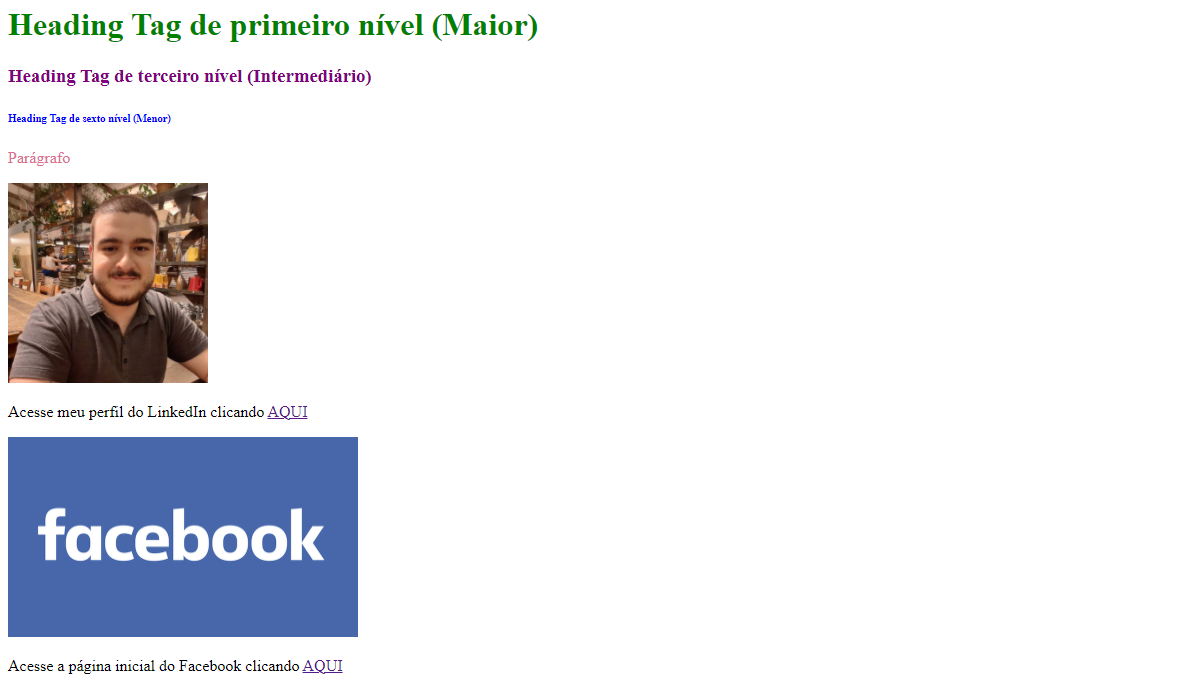 Heading Tag de primeiro nível (Maior)
Heading Tag de terceiro nível (Intermediário)
Heading Tag de sexto nível (Menor)
Parágrafo
Acesse meu perfil do LinkedIn clicando AQUI
facebook
Acesse a página inicial do Facebook clicando AQUI